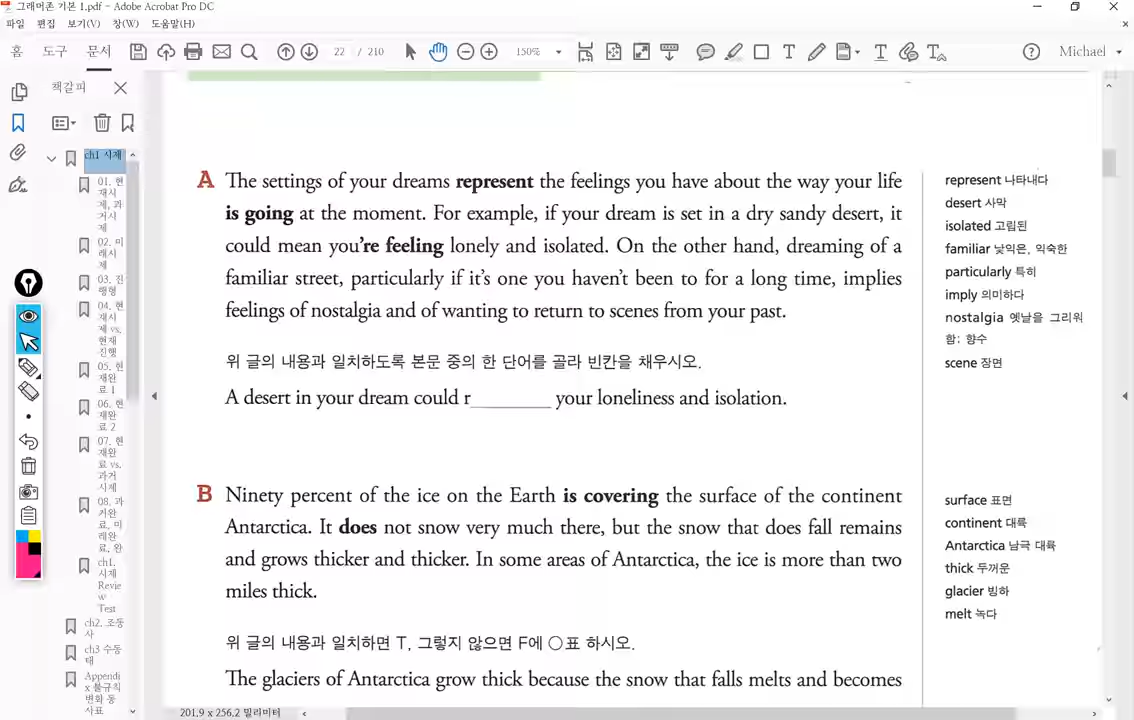 그래머존 기본 1.pdf - Adobe Acrobat Pro DC
파일 편집 보기(V) 창(W) 도움말(H)
홈 도구 문서 22 / 210 150% Michael
책갈피
ch1 시제
01. 현
재시
제, 과
거시
제
02. 미
래시
제
03. 진
행형
04. 현
재시
제 vs.
현재
진행
05. 현
재완
료 1
06. 현
재완
료 2
07. 현
재완
료 vs.
과거
시제
08. 과
거완
료, 미
래완
료, 완
ch1.
시제
Revie
w
Test
ch2. 조동
사
ch3 수동
태
Appendi
x 불규칙
변화 동
사표
A The settings of your dreams represent the feelings you have about the way your life
is going at the moment. For example, if your dream is set in a dry sandy desert, it
could mean you're feeling lonely and isolated. On the other hand, dreaming of a
familiar street, particularly if it's one you haven't been to for a long time, implies
feelings of nostalgia and of wanting to return to scenes from your past.
위 글의 내용과 일치하도록 본문 중의 한 단어를 골라 빈칸을 채우시오.
A desert in your dream could r________ your loneliness and isolation.
represent 나타내다
desert 사막
isolated 고립된
familiar 낯익은, 익숙한
particularly 특히
imply 의미하다
nostalgia 옛날을 그리워
함; 향수
scene 장면
B Ninety percent of the ice on the Earth is covering the surface of the continent
Antarctica. It does not snow very much there, but the snow that does fall remains
and grows thicker and thicker. In some areas of Antarctica, the ice is more than two
miles thick.
위 글의 내용과 일치하면 T, 그렇지 않으면 F에 ○표 하시오.
The glaciers of Antarctica grow thick because the snow that falls melts and becomes
surface 표면
continent 대륙
Antarctica 남극 대륙
thick 두꺼운
glacier 빙하
melt 녹다
201.9 x 256.2 밀리미터